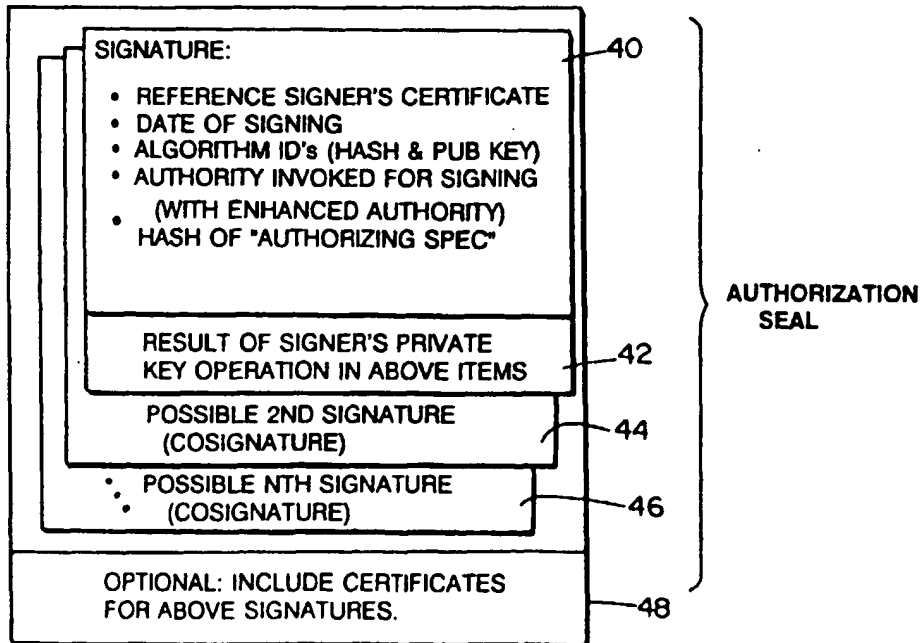 SIGNATURE:
40
• REFERENCE SIGNER'S CERTIFICATE
• DATE OF SIGNING
• ALGORITHM ID's (HASH & PUB KEY)
• AUTHORITY INVOKED FOR SIGNING
• (WITH ENHANCED AUTHORITY)
HASH OF "AUTHORIZING SPEC"
AUTHORIZATION
SEAL
RESULT OF SIGNER'S PRIVATE
KEY OPERATION IN ABOVE ITEMS
42
POSSIBLE 2ND SIGNATURE
(COSIGNATURE)
44
POSSIBLE NTH SIGNATURE
(COSIGNATURE)
46
OPTIONAL: INCLUDE CERTIFICATES
FOR ABOVE SIGNATURES.
48